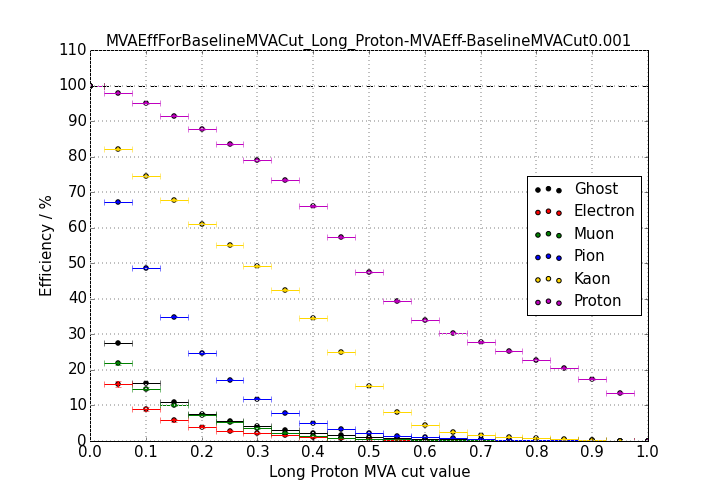 MVAEffForBaselineMVACut_Long_Proton-MVAEff-BaselineMVACut0.001
110
100
90
80
70
60
50
40
30
20
10
0
Efficiency / %
Ghost
Electron
Muon
Pion
Kaon
Proton
0.0 0.1 0.2 0.3 0.4 0.5 0.6 0.7 0.8 0.9 1.0
Long Proton MVA cut value